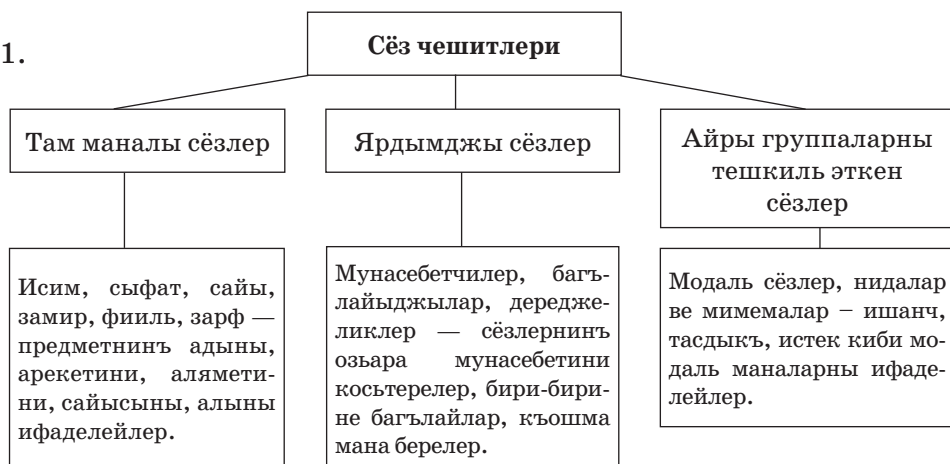 1.
Сёз чешитлери
Там маналы сёзлер
Исим, сыфат, сайы,
замир, фииль, зарф —
предметнинъ адыны,
арекетини, алямети-
ни, сайысыны, алыны
ифаделейлер.
Ярдымджы сёзлер
Мунасебетчилер, багъ-
лайыджылар, дередже-
ликлер — сёзлернинъ
озьара мунасебетини
косьтерелер, бири-бири-
не багълайлар, къошма
мана берелер.
Айры группаларны
тешкиль эткен
сёзлер
Модаль сёзлер, нидалар
ве мимемалар – ишанч,
тасдыкъ, истек киби мо-
даль маналарны ифаде-
лейлер.